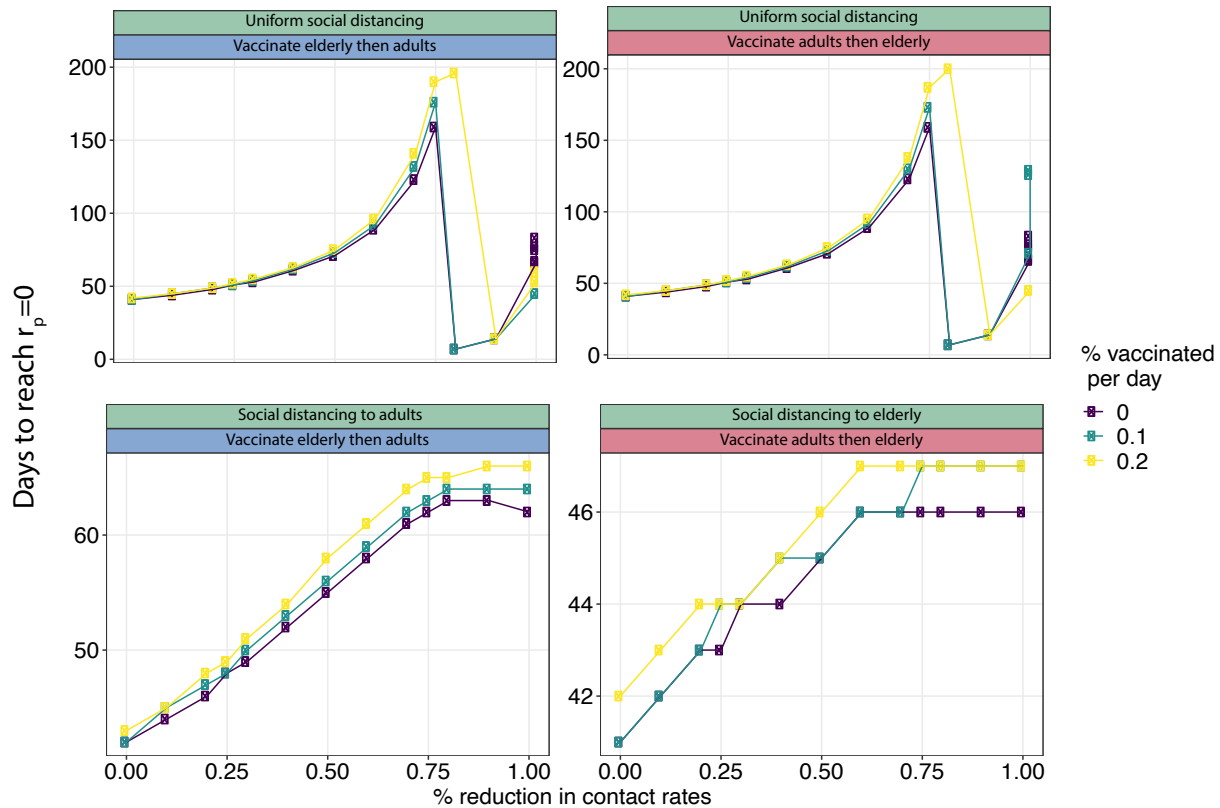 Uniform social distancing
Vaccinate elderly then adults
Uniform social distancing
Vaccinate adults then elderly
200
150
100
50
0
200
150
100
50
0
Days to reach r_p=0
Social distancing to adults
Vaccinate elderly then adults
Social distancing to elderly
Vaccinate adults then elderly
60
50
46
44
42
0.00 0.25 0.50 0.75 1.00
0.00 0.25 0.50 0.75 1.00
% reduction in contact rates
% vaccinated
per day
0
0.1
0.2